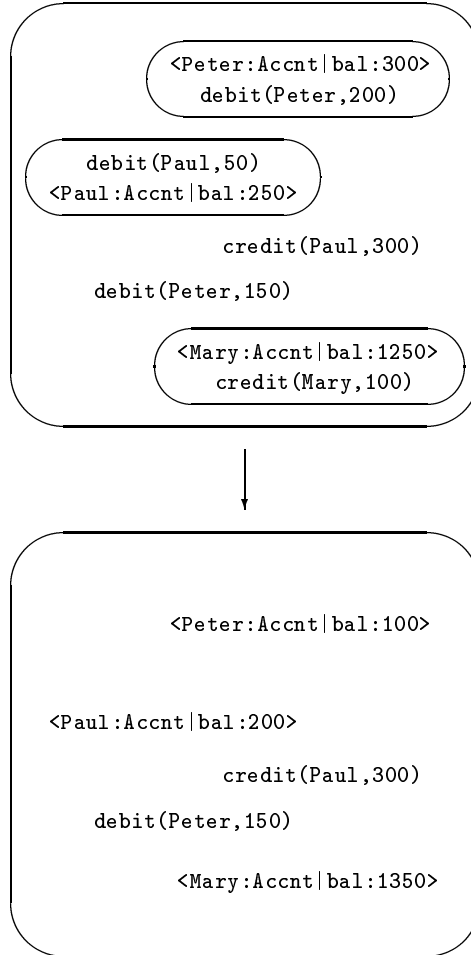 <Peter:Accnt|bal:300>
debit(Peter,200)
debit(Paul,50)
<Paul:Accnt|bal:250>
credit(Paul,300)
debit(Peter,150)
<Mary:Accnt|bal:1250>
credit(Mary,100)
<Peter:Accnt|bal:100>
<Paul:Accnt|bal:200>
credit(Paul,300)
debit(Peter,150)
<Mary:Accnt|bal:1350>